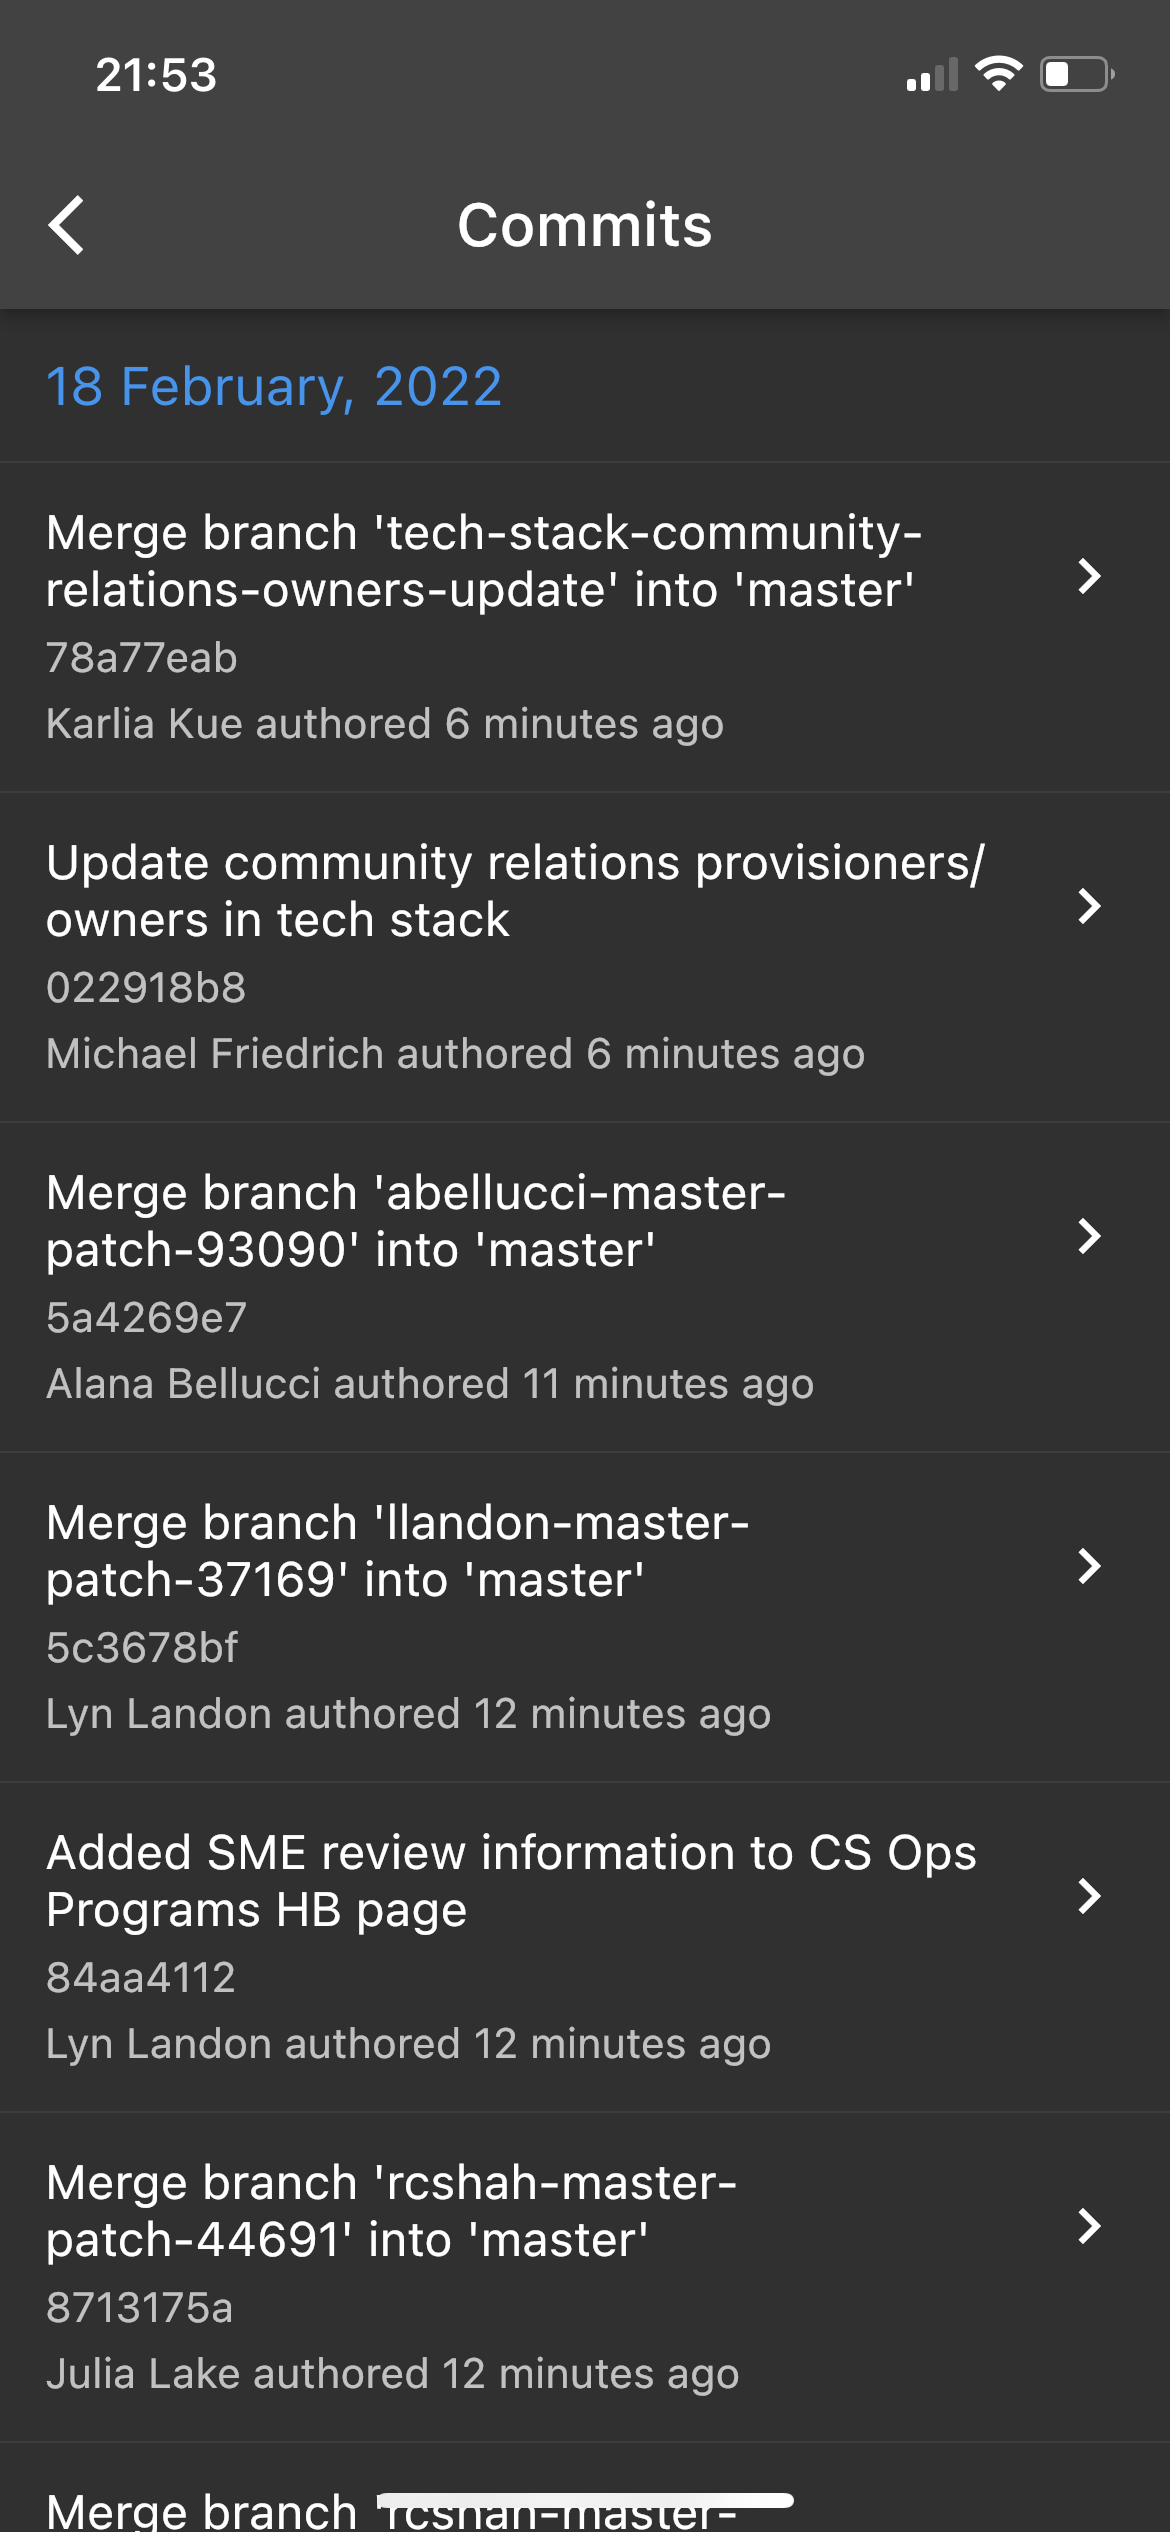 21:53
Commits
18 February, 2022
Merge branch 'tech-stack-community-
relations-owners-update' into 'master'
78a77eab
Karlia Kue authored 6 minutes ago
Update community relations provisioners/
owners in tech stack
022918b8
Michael Friedrich authored 6 minutes ago
Merge branch 'abellucci-master-
patch-93090' into 'master'
5a4269e7
Alana Bellucci authored 11 minutes ago
Merge branch 'llandon-master-
patch-37169' into 'master'
5c3678bf
Lyn Landon authored 12 minutes ago
Added SME review information to CS Ops
Programs HB page
84aa4112
Lyn Landon authored 12 minutes ago
Merge branch 'rcshah-master-
patch-44691' into 'master'
8713175a
Julia Lake authored 12 minutes ago
Merge branch 'rcshah-master-